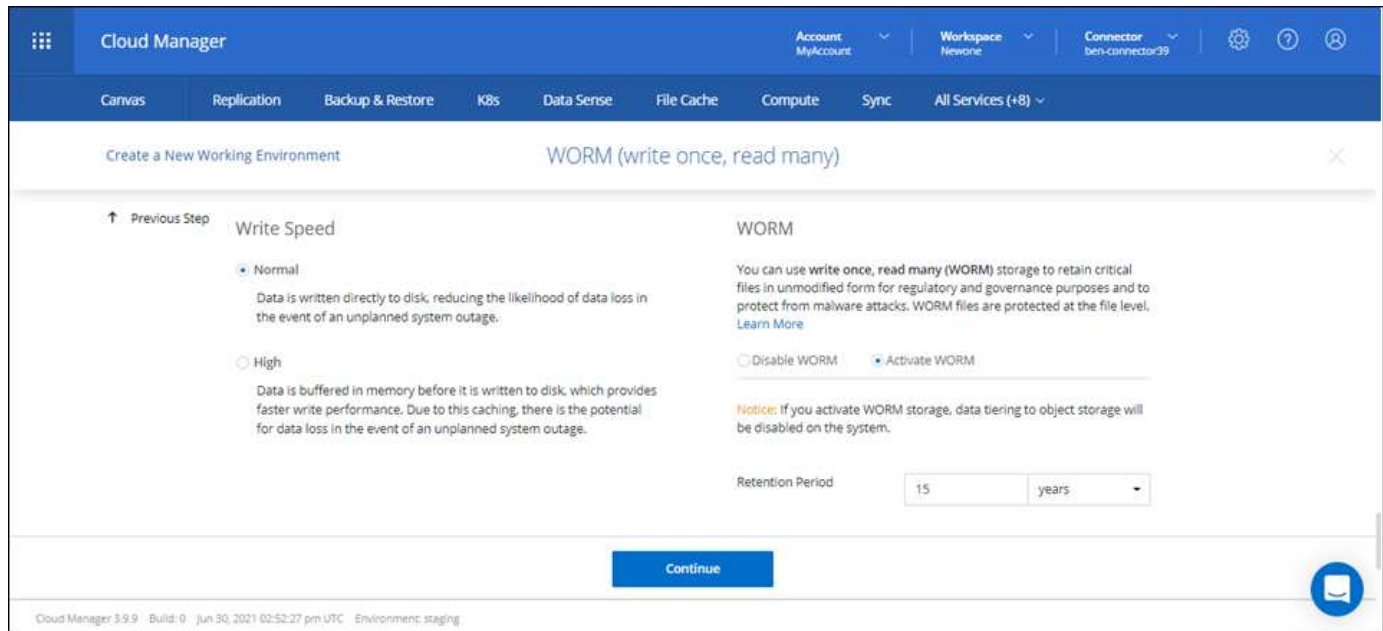 Cloud Manager
Account
MyAccount
Workspace
Newone
Connector
ben-connector39
Canvas Replication Backup & Restore K8s Data Sense File Cache Compute Sync All Services (+8)
Create a New Working Environment
WORM (write once, read many)
↑ Previous Step
Write Speed
Normal
Data is written directly to disk, reducing the likelihood of data loss in
the event of an unplanned system outage.
High
Data is buffered in memory before it is written to disk, which provides
faster write performance. Due to this caching, there is the potential
for data loss in the event of an unplanned system outage.
WORM
You can use write once, read many (WORM) storage to retain critical
files in unmodified form for regulatory and governance purposes and to
protect from malware attacks. WORM files are protected at the file level.
Learn More
Disable WORM Activate WORM
Notice: If you activate WORM storage, data tiering to object storage will
be disabled on the system.
Retention Period 15 years
Continue
Cloud Manager 3.9.9 Build: 0 Jun 30, 2021 02:52:27 pm UTC Environment: staging